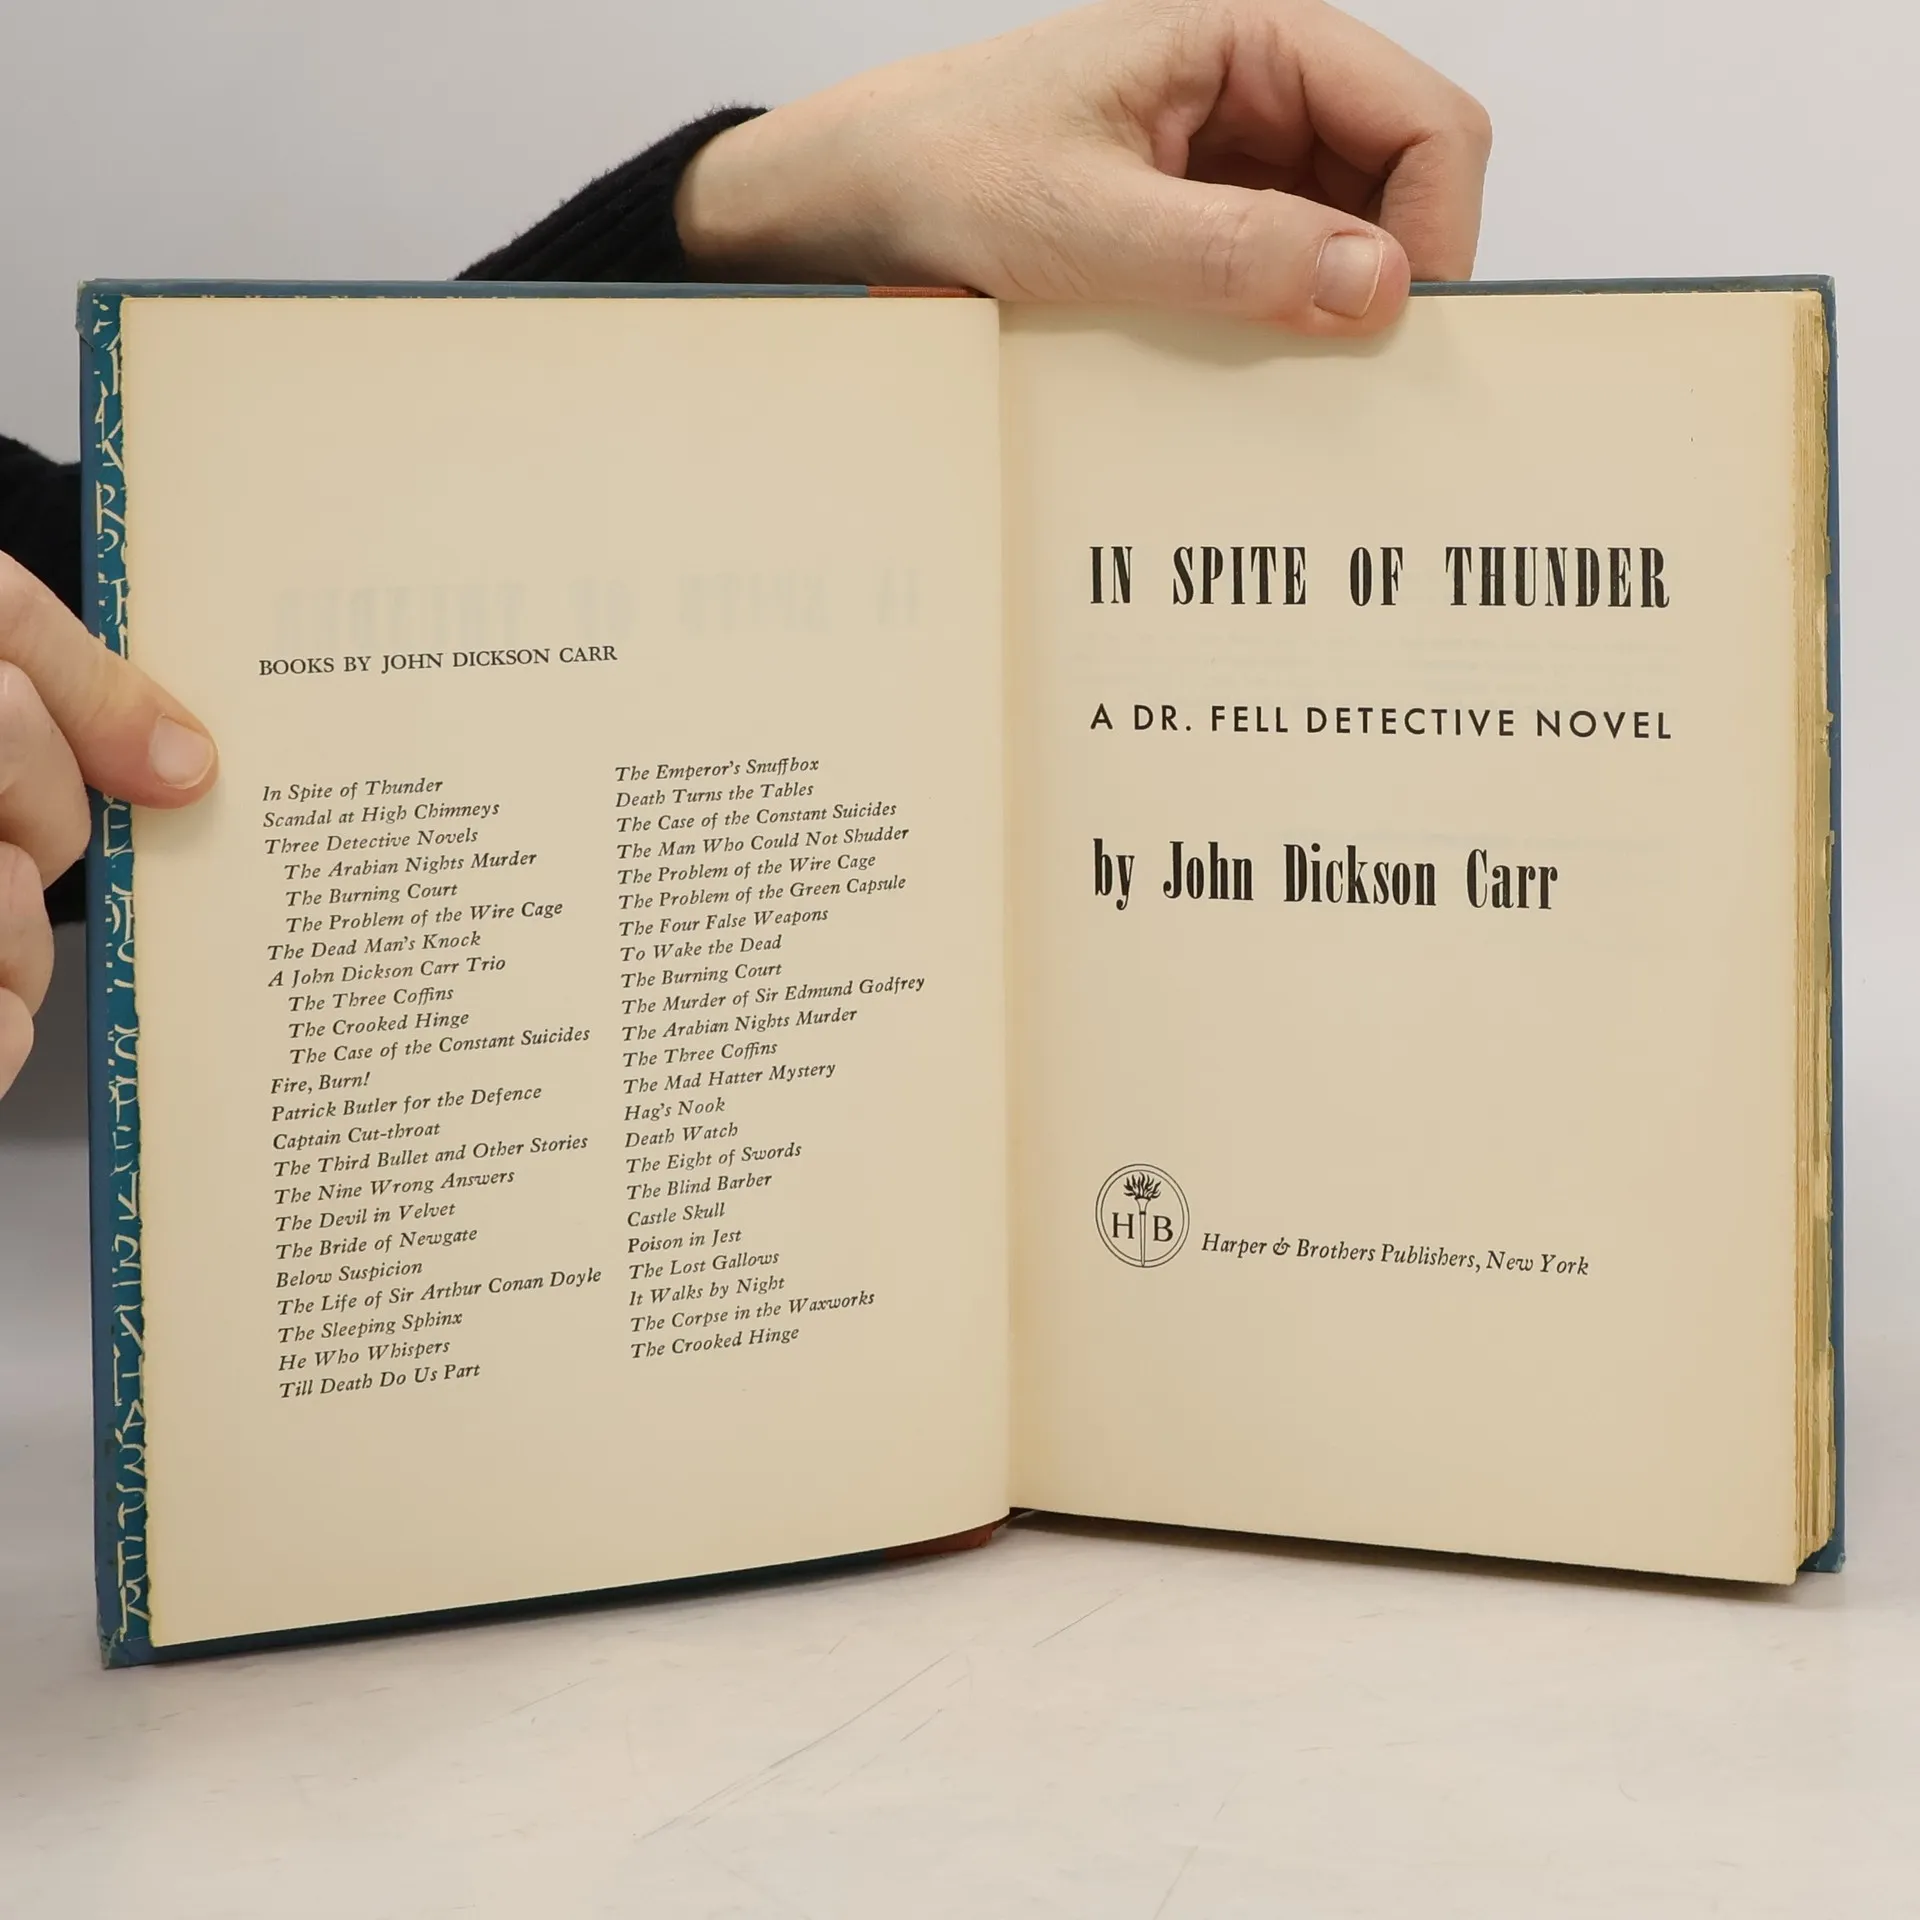 BOOKS BY JOHN DICKSON CARR
In Spite of Thunder
Scandal at High Chimneys
Three Detective Novels
The Arabian Nights Murder
The Burning Court
The Problem of the Wire Cage
The Dead Man's Knock
A John Dickson Carr Trio
The Three Coffins
The Crooked Hinge
The Case of the Constant Suicides
Fire, Burn!
Patrick Butler for the Defence
Captain Cut-throat
The Third Bullet and Other Stories
The Nine Wrong Answers
The Devil in Velvet
The Bride of Newgate
Below Suspicion
The Life of Sir Arthur Conan Doyle
The Sleeping Sphinx
He Who Whispers
Till Death Do Us Part
The Emperor's Snuffbox
Death Turns the Tables
The Case of the Constant Suicides
The Man Who Could Not Shudder
The Problem of the Wire Cage
The Problem of the Green Capsule
The Four False Weapons
To Wake the Dead
The Burning Court
The Murder of Sir Edmund Godfrey
The Arabian Nights Murder
The Three Coffins
The Mad Hatter Mystery
Hag's Nook
Death Watch
The Eight of Swords
The Blind Barber
Castle Skull
Poison in Jest
The Lost Gallows
It Walks by Night
The Corpse in the Waxworks
The Crooked Hinge
IN SPITE OF THUNDER
A DR. FELL DETECTIVE NOVEL
by John Dickson Carr
H B
Harper & Brothers Publishers, New York